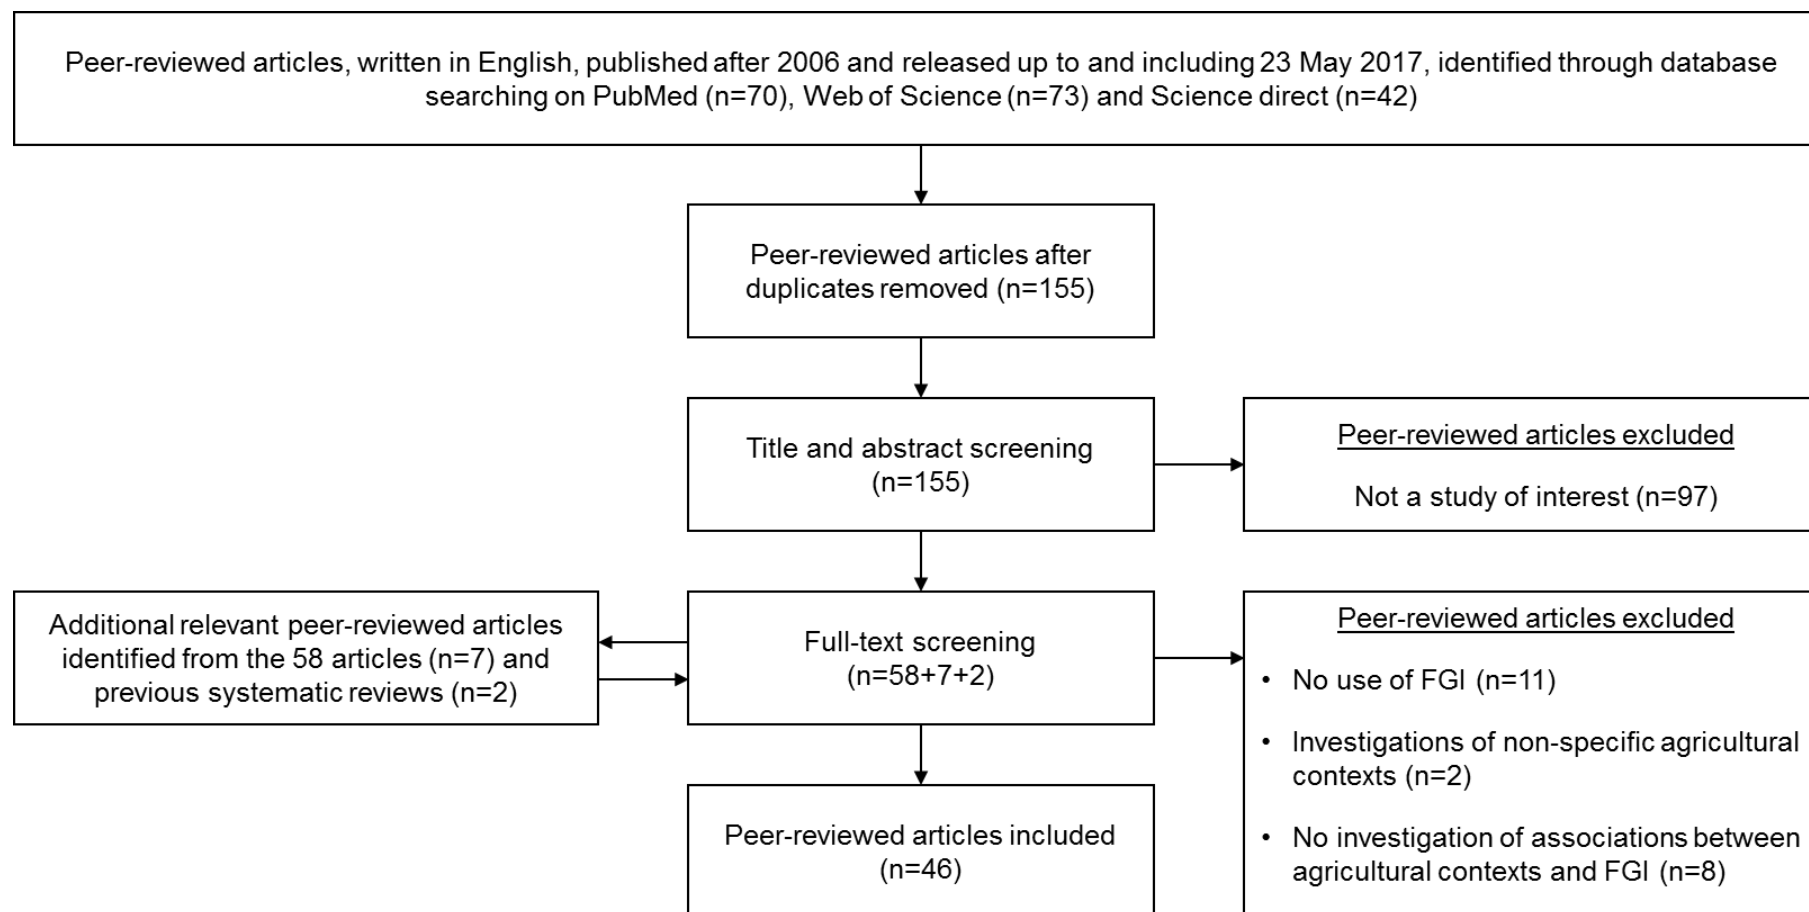 Peer-reviewed articles, written in English, published after 2006 and released up to and including 23 May 2017, identified through database
searching on PubMed (n=70), Web of Science (n=73) and Science direct (n=42)
Peer-reviewed articles after
duplicates removed (n=155)
Title and abstract screening
(n=155)
Peer-reviewed articles excluded
Not a study of interest (n=97)
Additional relevant peer-reviewed articles
identified from the 58 articles (n=7) and
previous systematic reviews (n=2)
Full-text screening
(n=58+7+2)
Peer-reviewed articles excluded
• No use of FGI (n=11)
• Investigations of non-specific agricultural
contexts (n=2)
• No investigation of associations between
agricultural contexts and FGI (n=8)
Peer-reviewed articles included
(n=46)